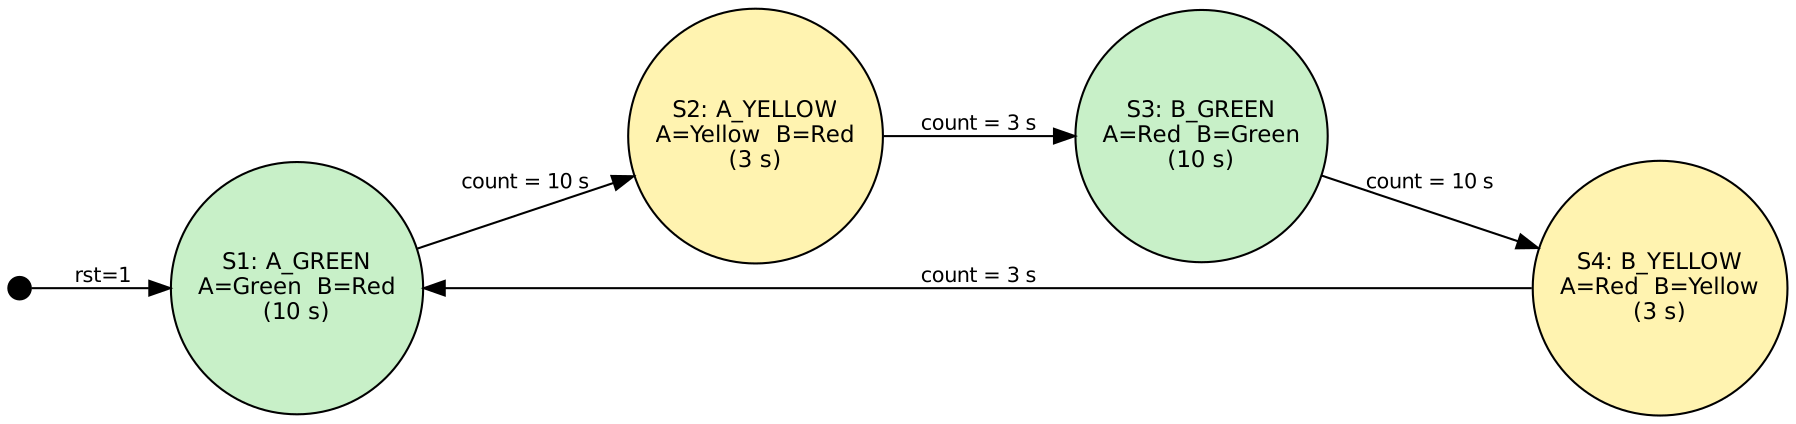 rst=1
S1: A_GREEN
A=Green  B=Red
(10 s)
count = 10 s
S2: A_YELLOW
A=Yellow  B=Red
(3 s)
count = 3 s
S3: B_GREEN
A=Red  B=Green
(10 s)
count = 10 s
S4: B_YELLOW
A=Red  B=Yellow
(3 s)
count = 3 s